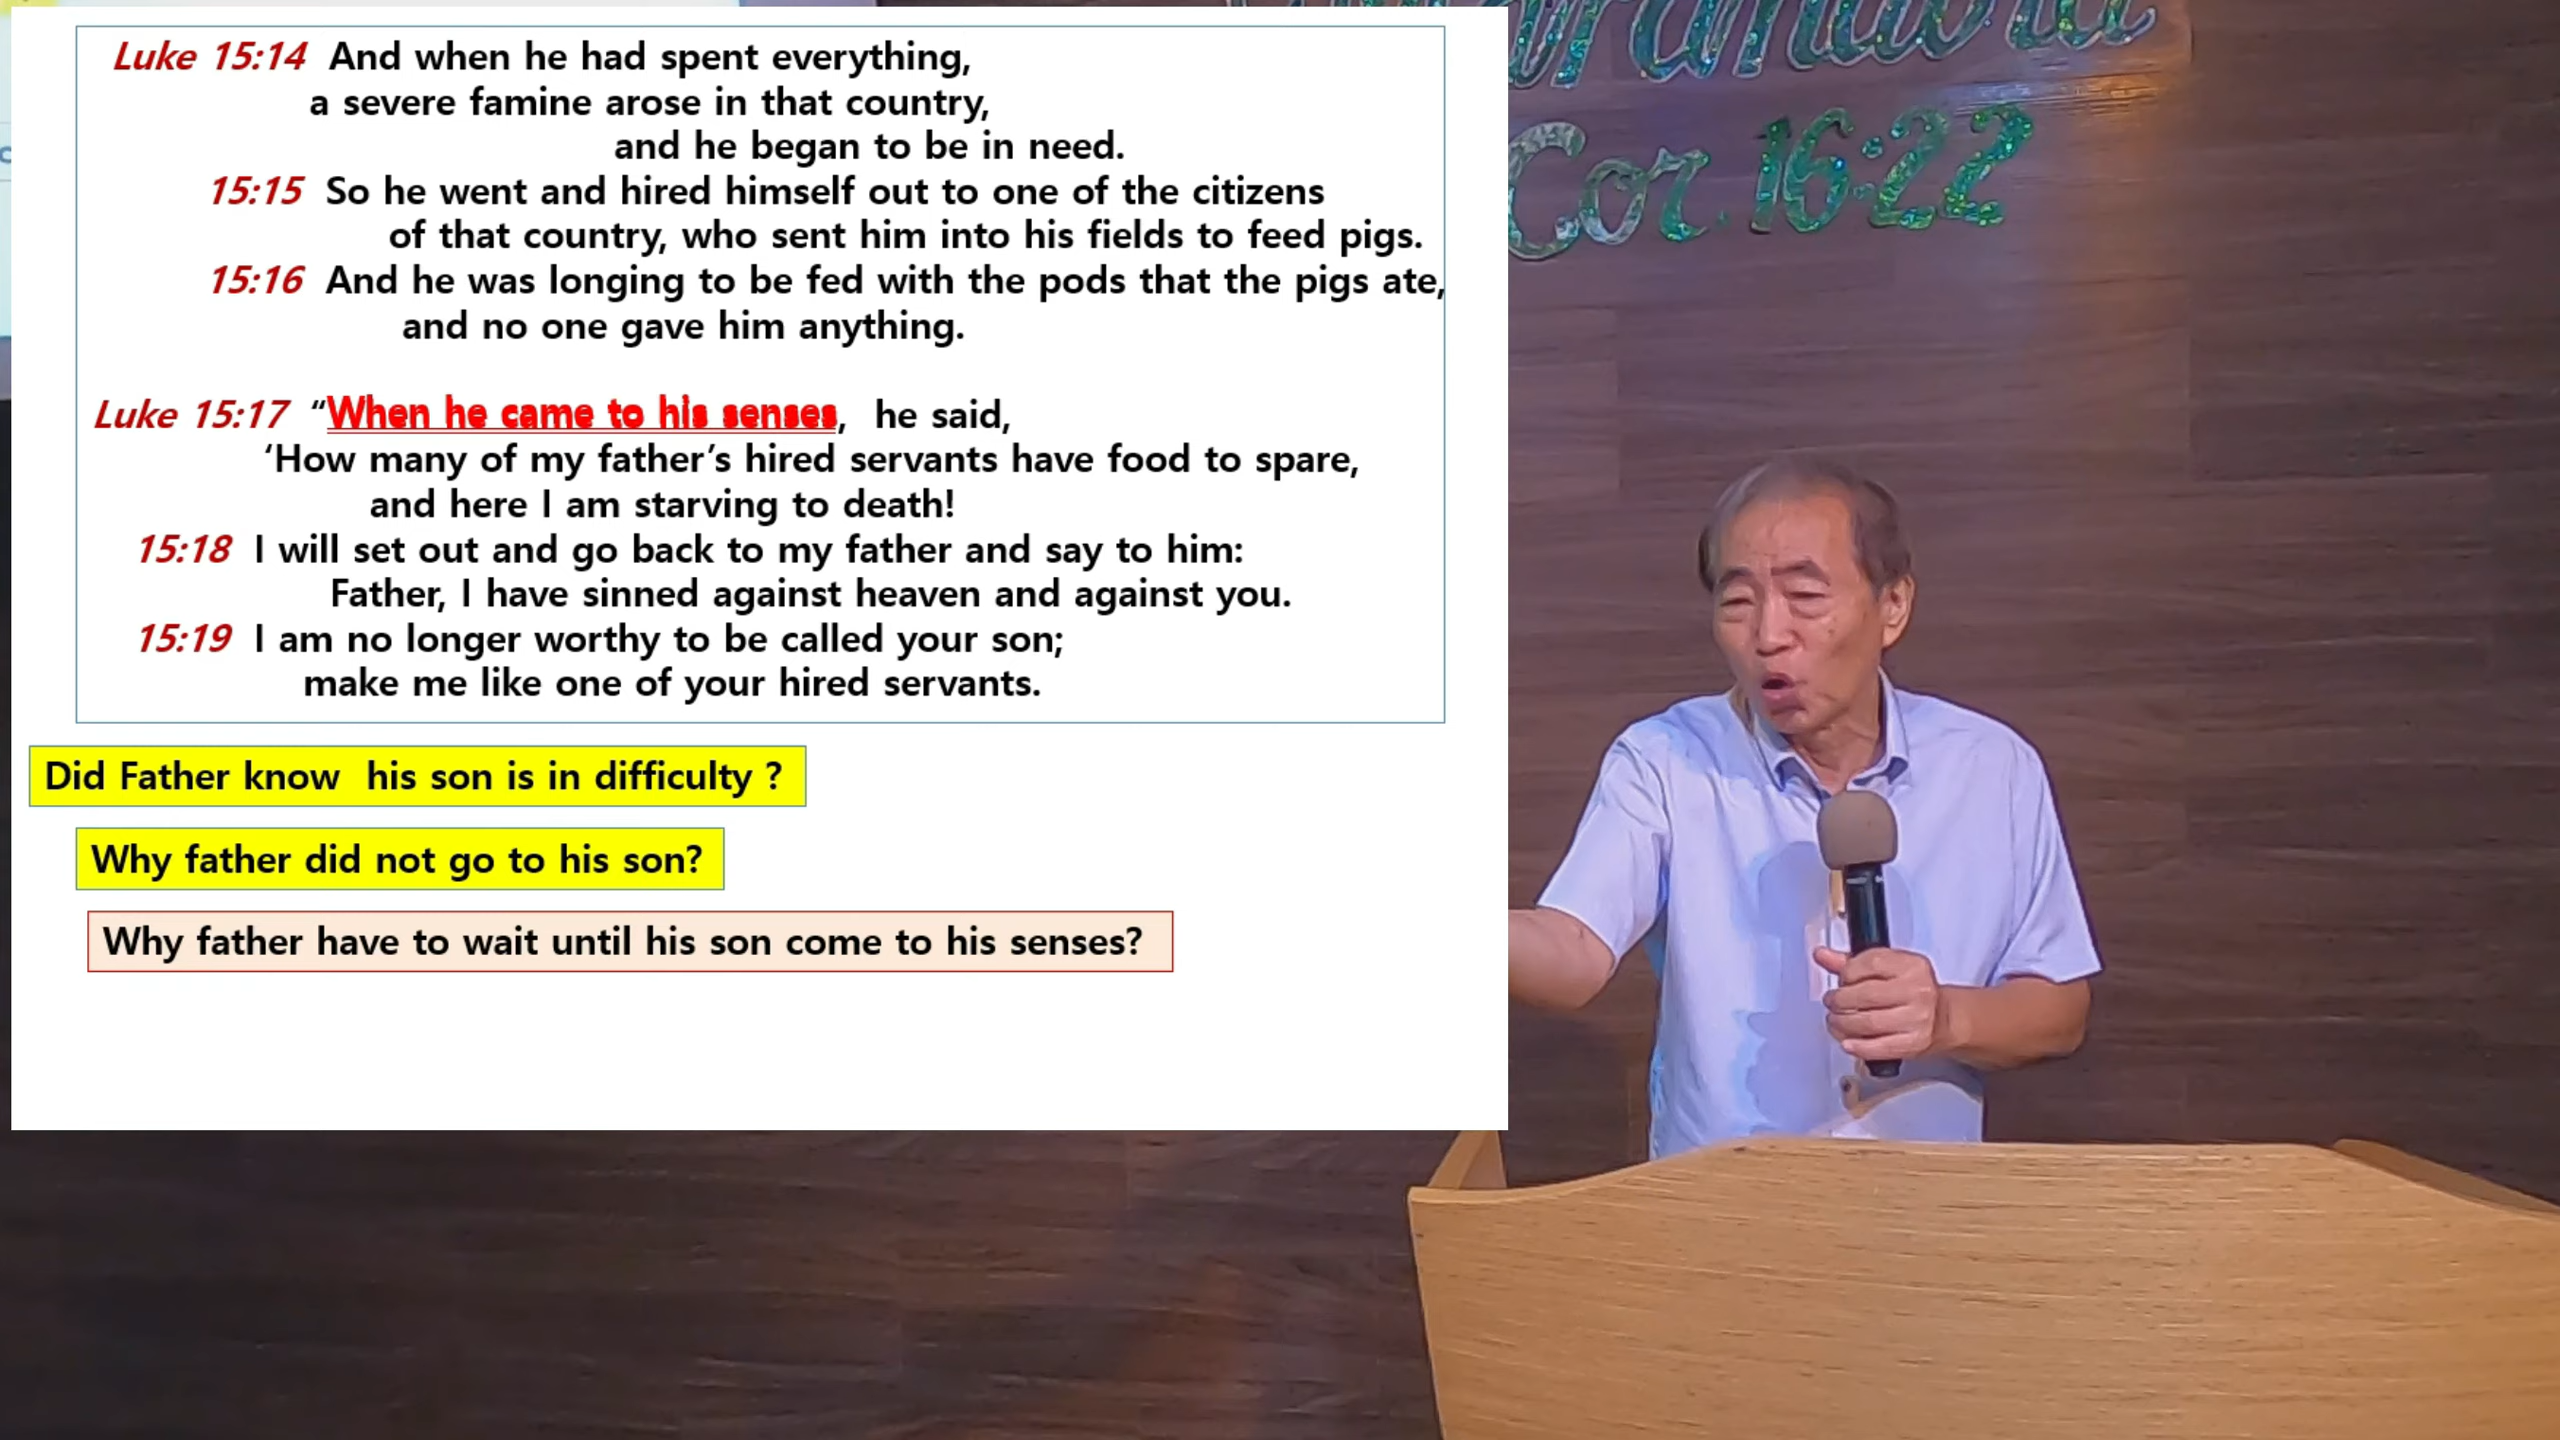 Luke 15:14 And when he had spent everything,
a severe famine arose in that country,
and he began to be in need.
15:15 So he went and hired himself out to one of the citizens
of that country, who sent him into his fields to feed pigs.
15:16 And he was longing to be fed with the pods that the pigs ate,
and no one gave him anything.
Luke 15:17 “When he came to his senses, he said,
‘How many of my father’s hired servants have food to spare,
and here I am starving to death!
15:18 I will set out and go back to my father and say to him:
Father, I have sinned against heaven and against you.
15:19 I am no longer worthy to be called your son;
make me like one of your hired servants.
Did Father know his son is in difficulty ?
Why father did not go to his son?
Why father have to wait until his son come to his senses?
Cor. 16:22